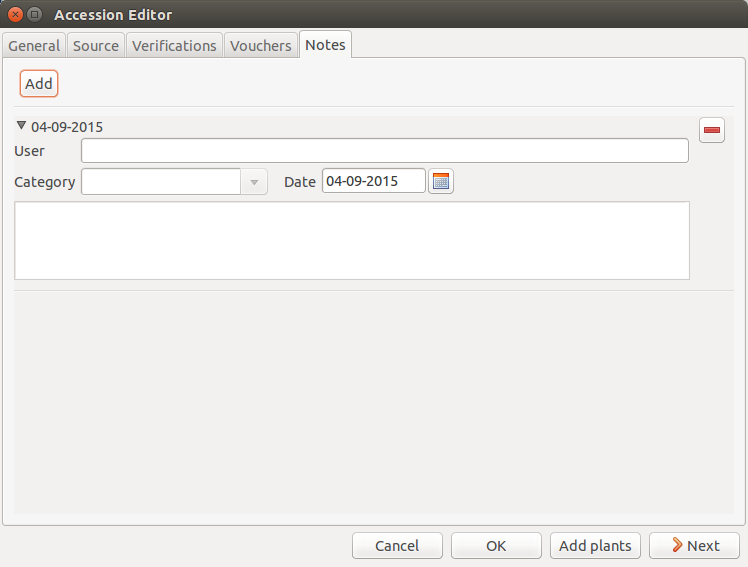 Accession Editor
General Source Verifications Vouchers Notes
Add
04-09-2015
User
Category Date 04-09-2015
Cancel OK Add plants Next